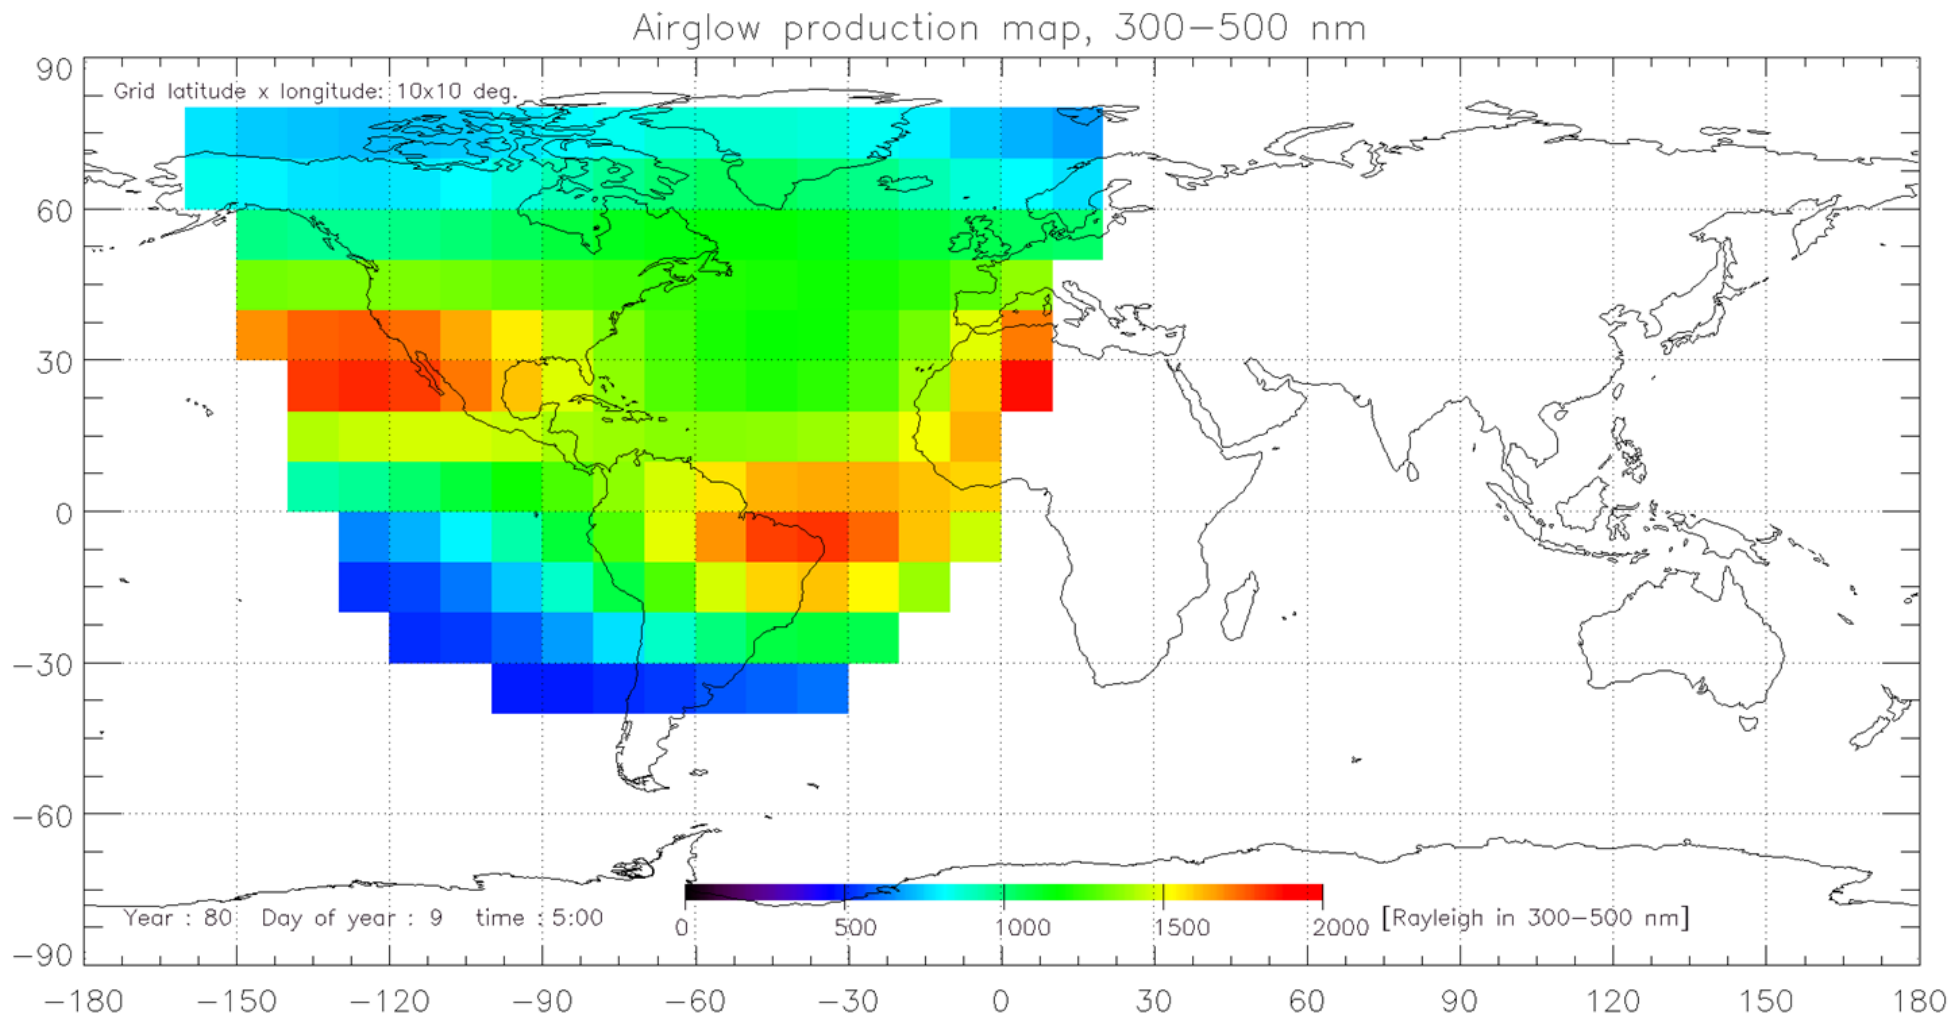 Airglow production map, 300−500 nm
90
Grid latitude x longitude: 10x10 deg.
60
30
0
−30
−60
Year : 80 Day of year : 9 time : 5:00
0 500 1000 1500 2000 [Rayleigh in 300−500 nm]
−90
−180 −150 −120 −90 −60 −30 0 30 60 90 120 150 180